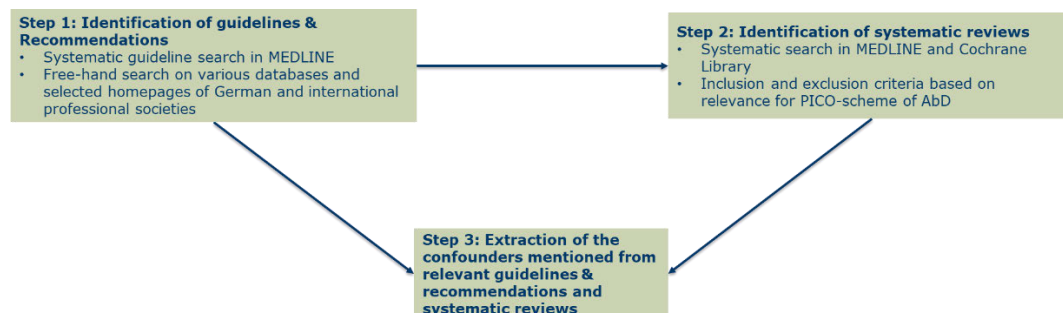 Step 1: Identification of guidelines &
Recommendations
• Systematic guideline search in MEDLINE
• Free-hand search on various databases and
selected homepages of German and international
professional societies
Step 2: Identification of systematic reviews
• Systematic search in MEDLINE and Cochrane
Library
• Inclusion and exclusion criteria based on
relevance for PICO-scheme of AbD
Step 3: Extraction of the
confounders mentioned from
relevant guidelines &
recommendations and
systematic reviews